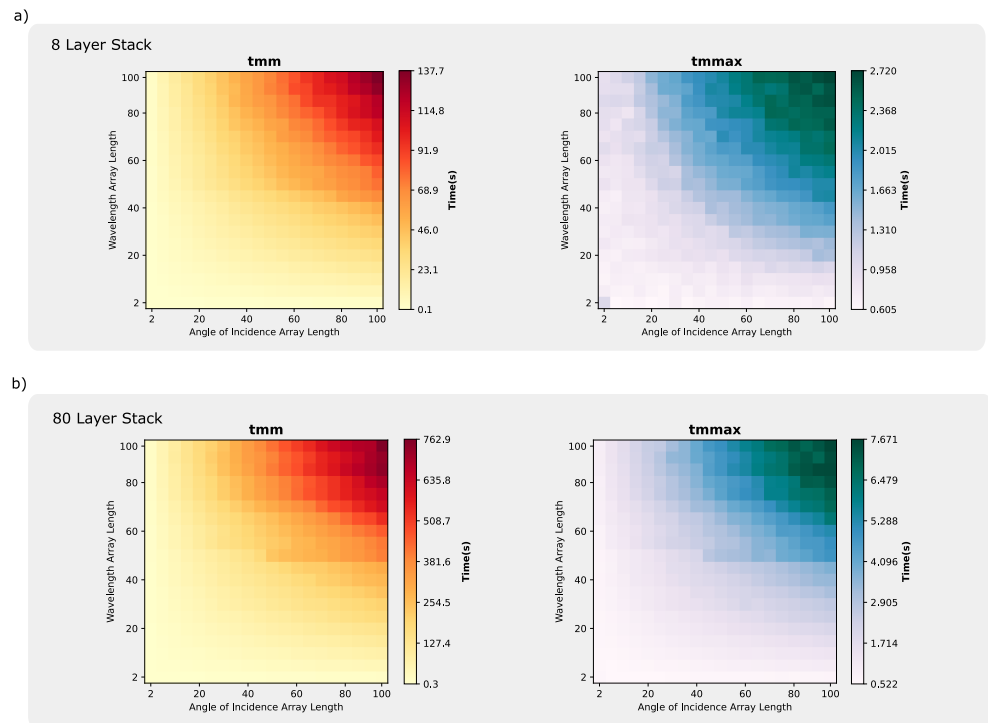 a)
8 Layer Stack
tmm
Wavelength Array Length
100
80
60
40
20
2
2 20 40 60 80 100
Angle of Incidence Array Length
137,7
114,8
91,9
68,9
46,0
23,1
0.1
Time(s)
tmmax
Wavelength Array Length
100
80
60
40
20
2
2 20 40 60 80 100
Angle of Incidence Array Length
2.720
2.368
2.015
1.663
1.310
0.958
0.605
Time(s)
b)
80 Layer Stack
tmm
Wavelength Array Length
100
80
60
40
20
2
2 20 40 60 80 100
Angle of Incidence Array Length
762.9
635.8
508.7
381.6
254.5
127.4
0.3
Time(s)
tmmax
Wavelength Array Length
100
80
60
40
20
2
2 20 40 60 80 100
Angle of Incidence Array Length
7.671
6.479
5.288
4.096
2.905
1.714
0.522
Time(s)